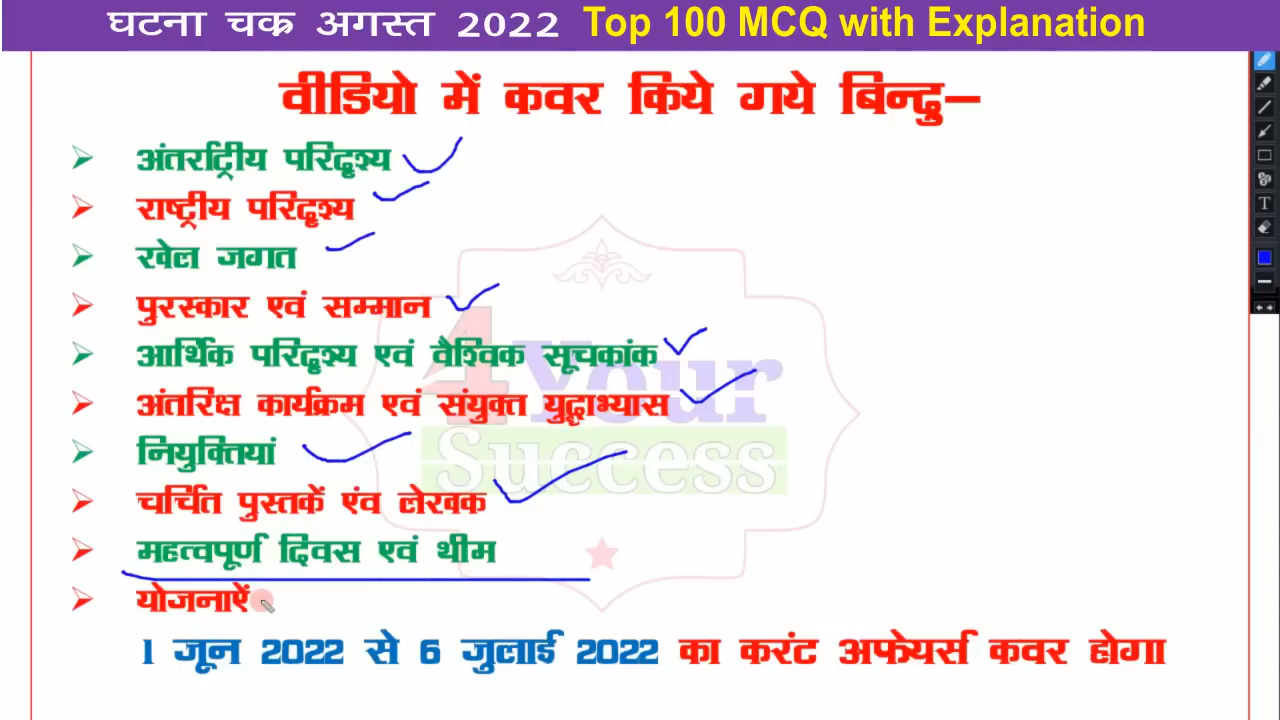 घटना चक्र अगस्त 2022 Top 100 MCQ with Explanation
वीडियो में कवर किये गये बिन्दु–
अंतर्राट्रीय परिदृश्य
राष्ट्रीय परिदृश्य
खेल जगत
पुरस्कार एवं सम्मान
आर्थिक परिदृश्य एवं वैश्विक सूचकांक
अंतरिक्ष कार्यक्रम एवं संयुक्त युद्धाभ्यास
नियुक्तियां
चर्चित पुस्तकें एंव लेखक
महत्वपूर्ण दिवस एवं थीम
योजनाऐं
1 जून 2022 से 6 जुलाई 2022 का करंट अफेयर्स कवर होगा
4Your
Success
T